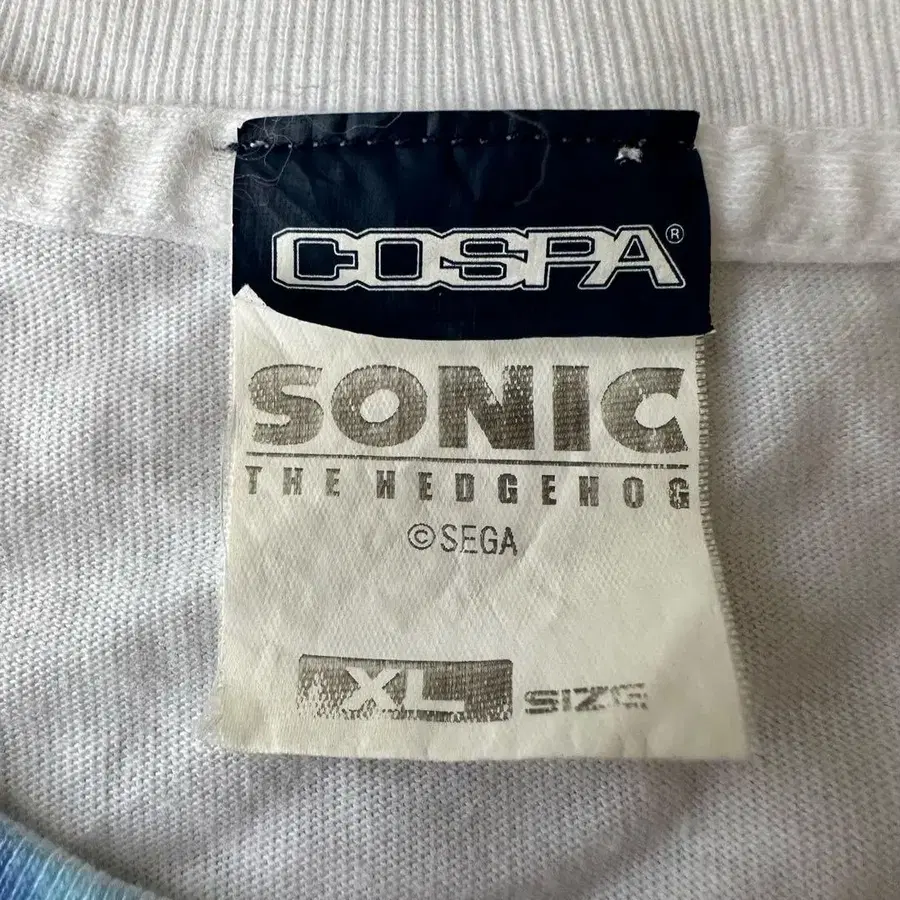 COSPA®
SONIC
THE HEDGEHOG
©SEGA
XL SIZE